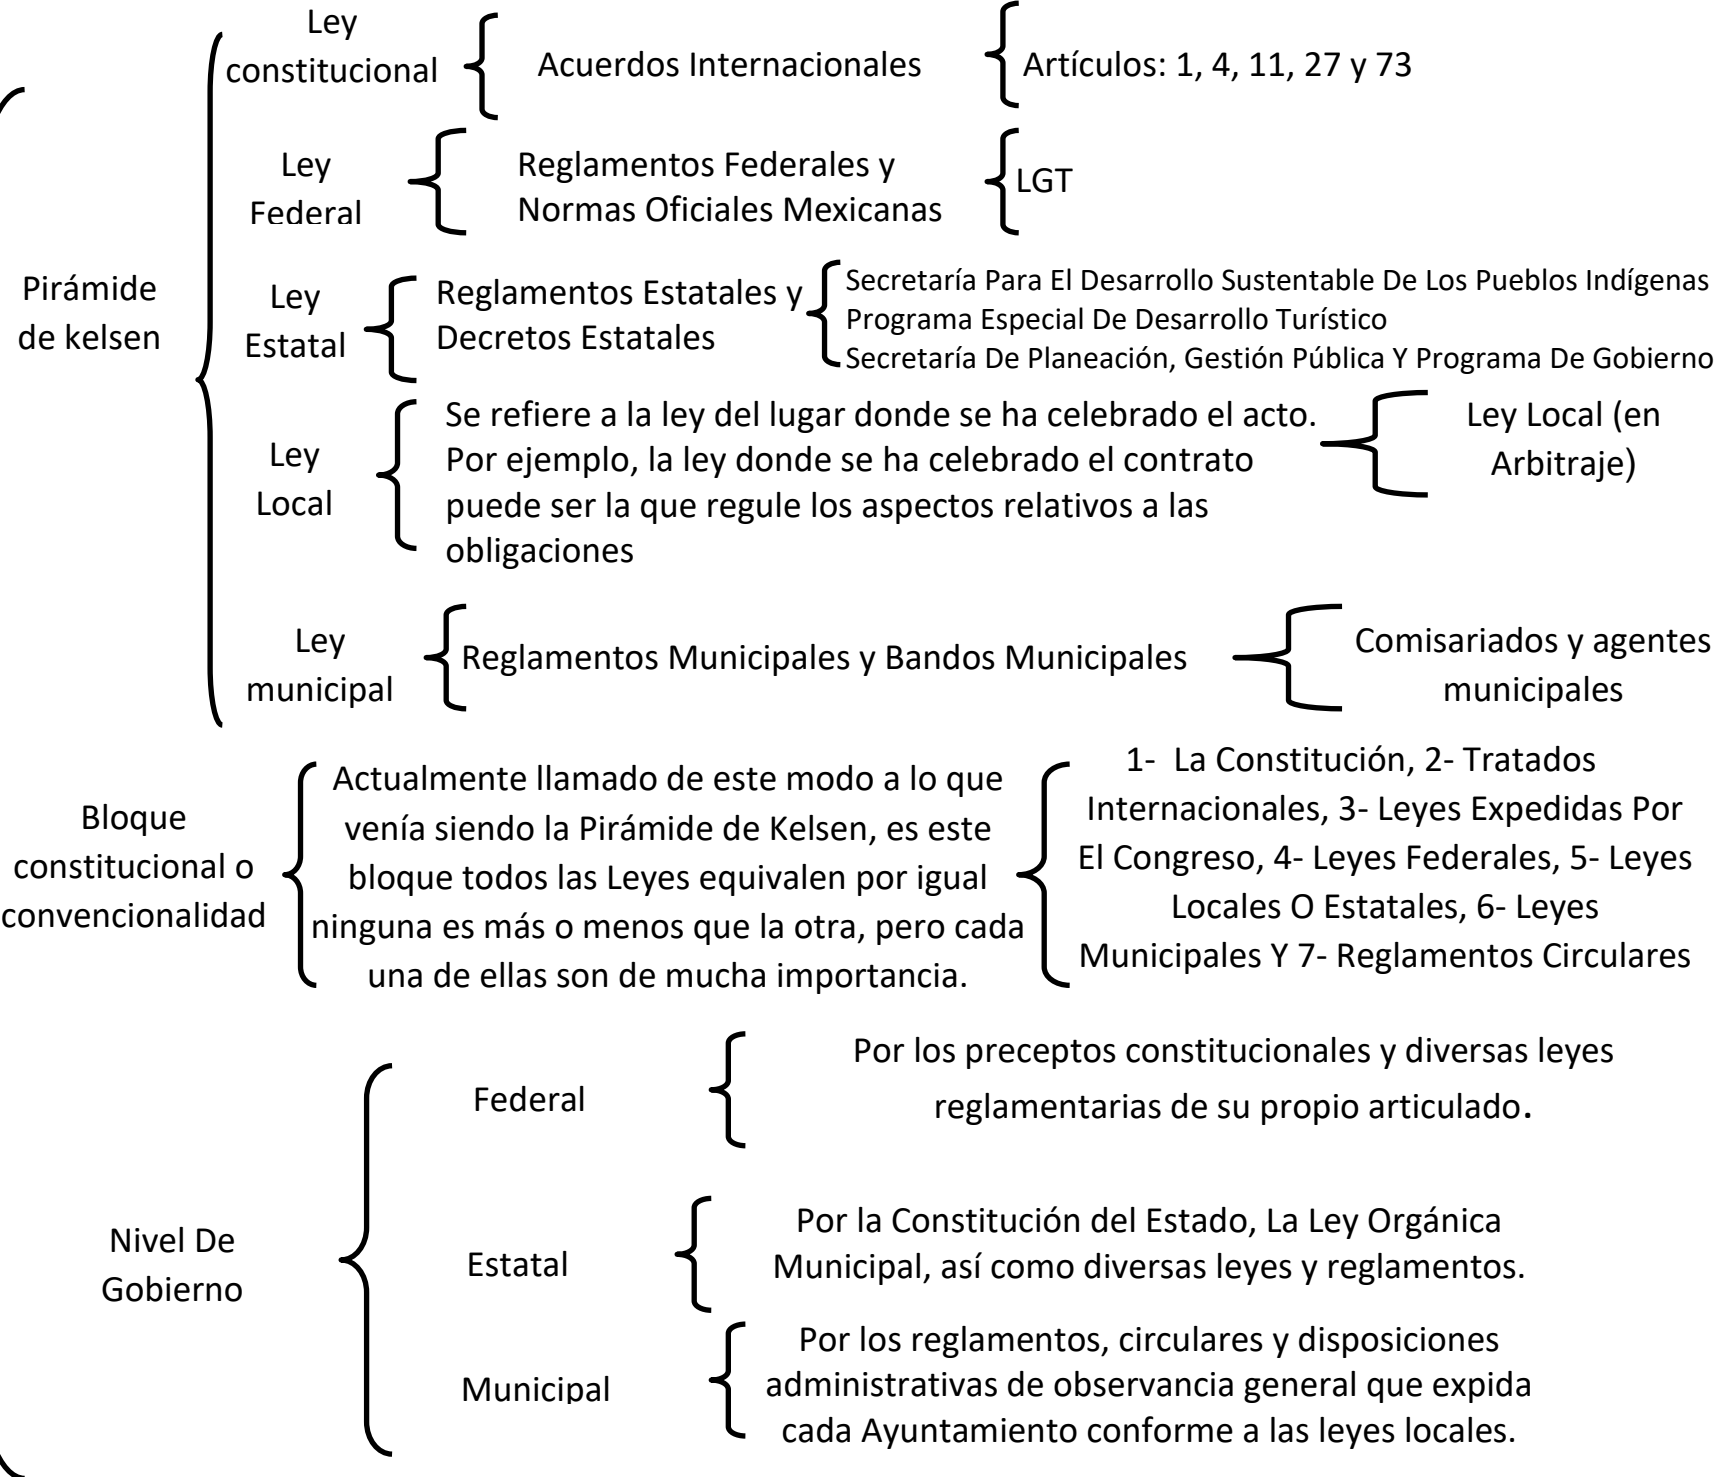 Pirámide
de kelsen
Ley
constitucional
Acuerdos Internacionales
Artículos: 1, 4, 11, 27 y 73
Ley
Federal
Reglamentos Federales y
Normas Oficiales Mexicanas
LGT
Ley
Estatal
Reglamentos Estatales y
Decretos Estatales
Secretaría Para El Desarrollo Sustentable De Los Pueblos Indígenas
Programa Especial De Desarrollo Turístico
Secretaría De Planeación, Gestión Pública Y Programa De Gobierno
Ley
Local
Se refiere a la ley del lugar donde se ha celebrado el acto.
Por ejemplo, la ley donde se ha celebrado el contrato
puede ser la que regule los aspectos relativos a las
obligaciones
Ley Local (en
Arbitraje)
Ley
municipal
Reglamentos Municipales y Bandos Municipales
Comisariados y agentes
municipales
Bloque
constitucional o
convencionalidad
Actualmente llamado de este modo a lo que
venía siendo la Pirámide de Kelsen, es este
bloque todos las Leyes equivalen por igual
ninguna es más o menos que la otra, pero cada
una de ellas son de mucha importancia.
1- La Constitución, 2- Tratados
Internacionales, 3- Leyes Expedidas Por
El Congreso, 4- Leyes Federales, 5- Leyes
Locales O Estatales, 6- Leyes
Municipales Y 7- Reglamentos Circulares
Nivel De
Gobierno
Federal
Por los preceptos constitucionales y diversas leyes
reglamentarias de su propio articulado.
Estatal
Por la Constitución del Estado, La Ley Orgánica
Municipal, así como diversas leyes y reglamentos.
Municipal
Por los reglamentos, circulares y disposiciones
administrativas de observancia general que expida
cada Ayuntamiento conforme a las leyes locales.